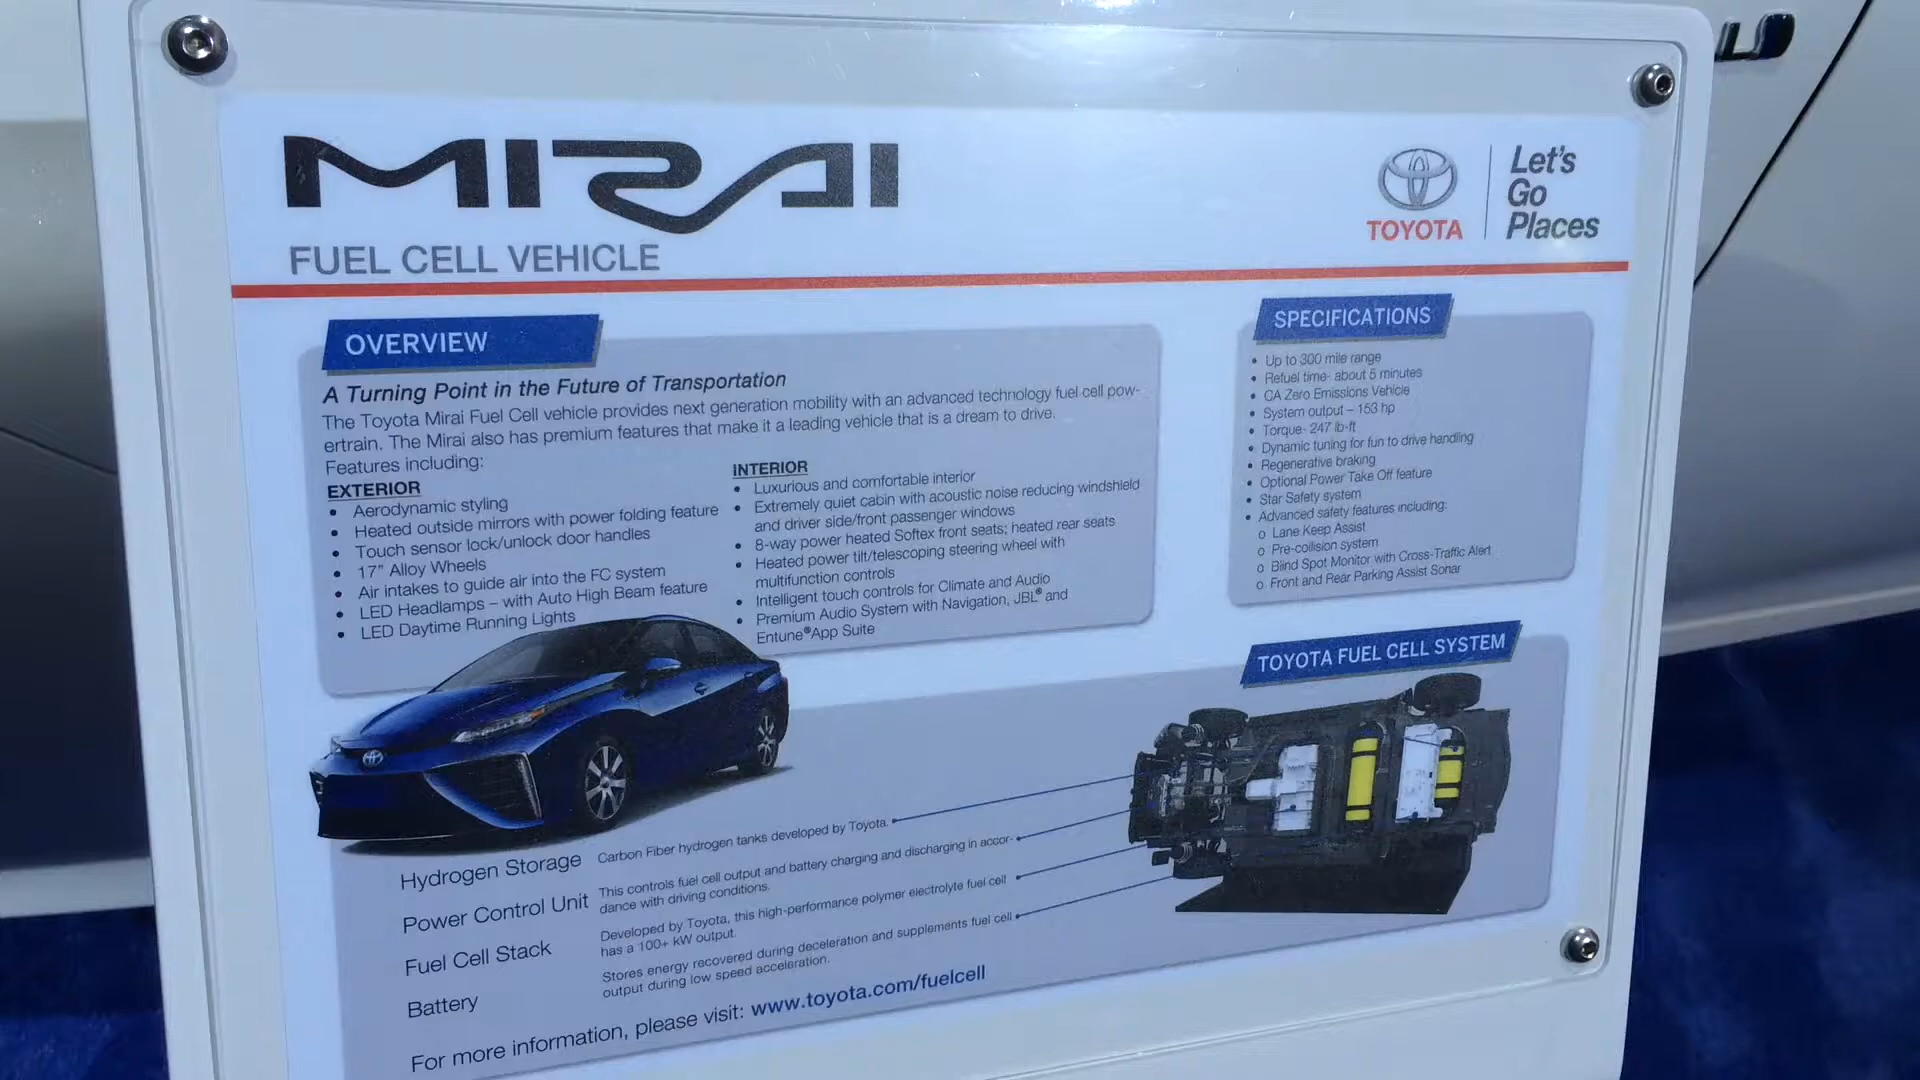 MIRAI
FUEL CELL VEHICLE
TOYOTA
Let's
Go
Places
OVERVIEW
A Turning Point in the Future of Transportation
The Toyota Mirai Fuel Cell vehicle provides next generation mobility with an advanced technology fuel cell pow-
ertrain. The Mirai also has premium features that make it a leading vehicle that is a dream to drive.
Features including:
EXTERIOR
• Aerodynamic styling
• Heated outside mirrors with power folding feature
• Touch sensor lock/unlock door handles
• 17" Alloy Wheels
• Air intakes to guide air into the FC system
• LED Headlamps – with Auto High Beam feature
• LED Daytime Running Lights
INTERIOR
• Luxurious and comfortable interior
• Extremely quiet cabin with acoustic noise reducing windshield
and driver side/front passenger windows
• 8-way power heated Softex front seats; heated rear seats
• Heated power tilt/telescoping steering wheel with
multifunction controls
• Intelligent touch controls for Climate and Audio
• Premium Audio System with Navigation, JBL® and
Entune® App Suite
SPECIFICATIONS
• Up to 300 mile range
• Refuel time- about 5 minutes
• CA Zero Emissions Vehicle
• System output – 153 hp
• Torque- 247 lb-ft
• Dynamic tuning for fun to drive handling
• Regenerative braking
• Optional Power Take Off feature
• Star Safety system
• Advanced safety features including:
o Lane Keep Assist
o Pre-collision system
o Blind Spot Monitor with Cross-Traffic Alert
o Front and Rear Parking Assist Sonar
TOYOTA FUEL CELL SYSTEM
Hydrogen Storage
Carbon Fiber hydrogen tanks developed by Toyota.
Power Control Unit
This controls fuel cell output and battery charging and discharging in accor-
dance with driving conditions.
Fuel Cell Stack
Developed by Toyota, this high-performance polymer electrolyte fuel cell
has a 100+ kW output.
Battery
Stores energy recovered during deceleration and supplements fuel cell
output during low speed acceleration.
For more information, please visit: www.toyota.com/fuelcell